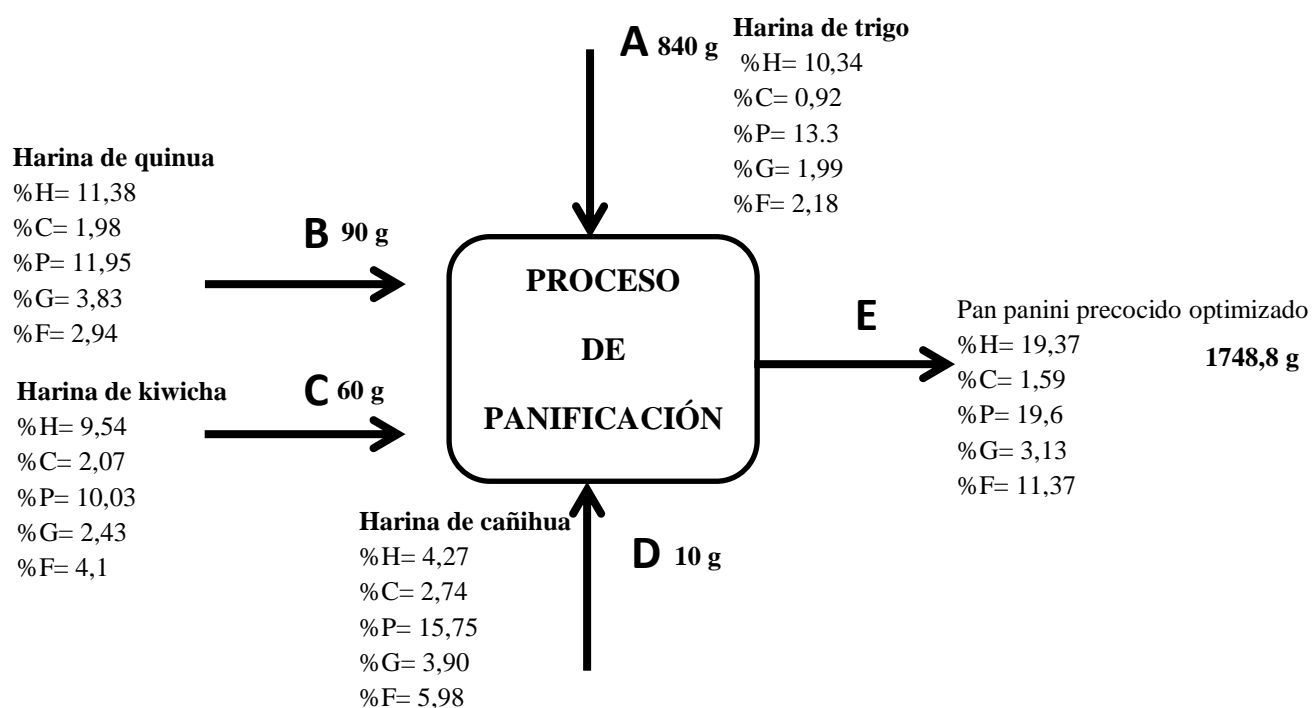 A 840 g
Harina de trigo
%H= 10,34
%C= 0,92
%P= 13.3
%G= 1,99
%F= 2,18
Harina de quinua
%H= 11,38
%C= 1,98
%P= 11,95
%G= 3,83
%F= 2,94
B 90 g
Harina de kiwicha
%H= 9,54
%C= 2,07
%P= 10,03
%G= 2,43
%F= 4,1
C 60 g
PROCESO
DE
PANIFICACIÓN
Harina de cañihua
%H= 4,27
%C= 2,74
%P= 15,75
%G= 3,90
%F= 5,98
D 10 g
E
Pan panini precocido optimizado
%H= 19,37
%C= 1,59
%P= 19,6
%G= 3,13
%F= 11,37
1748,8 g